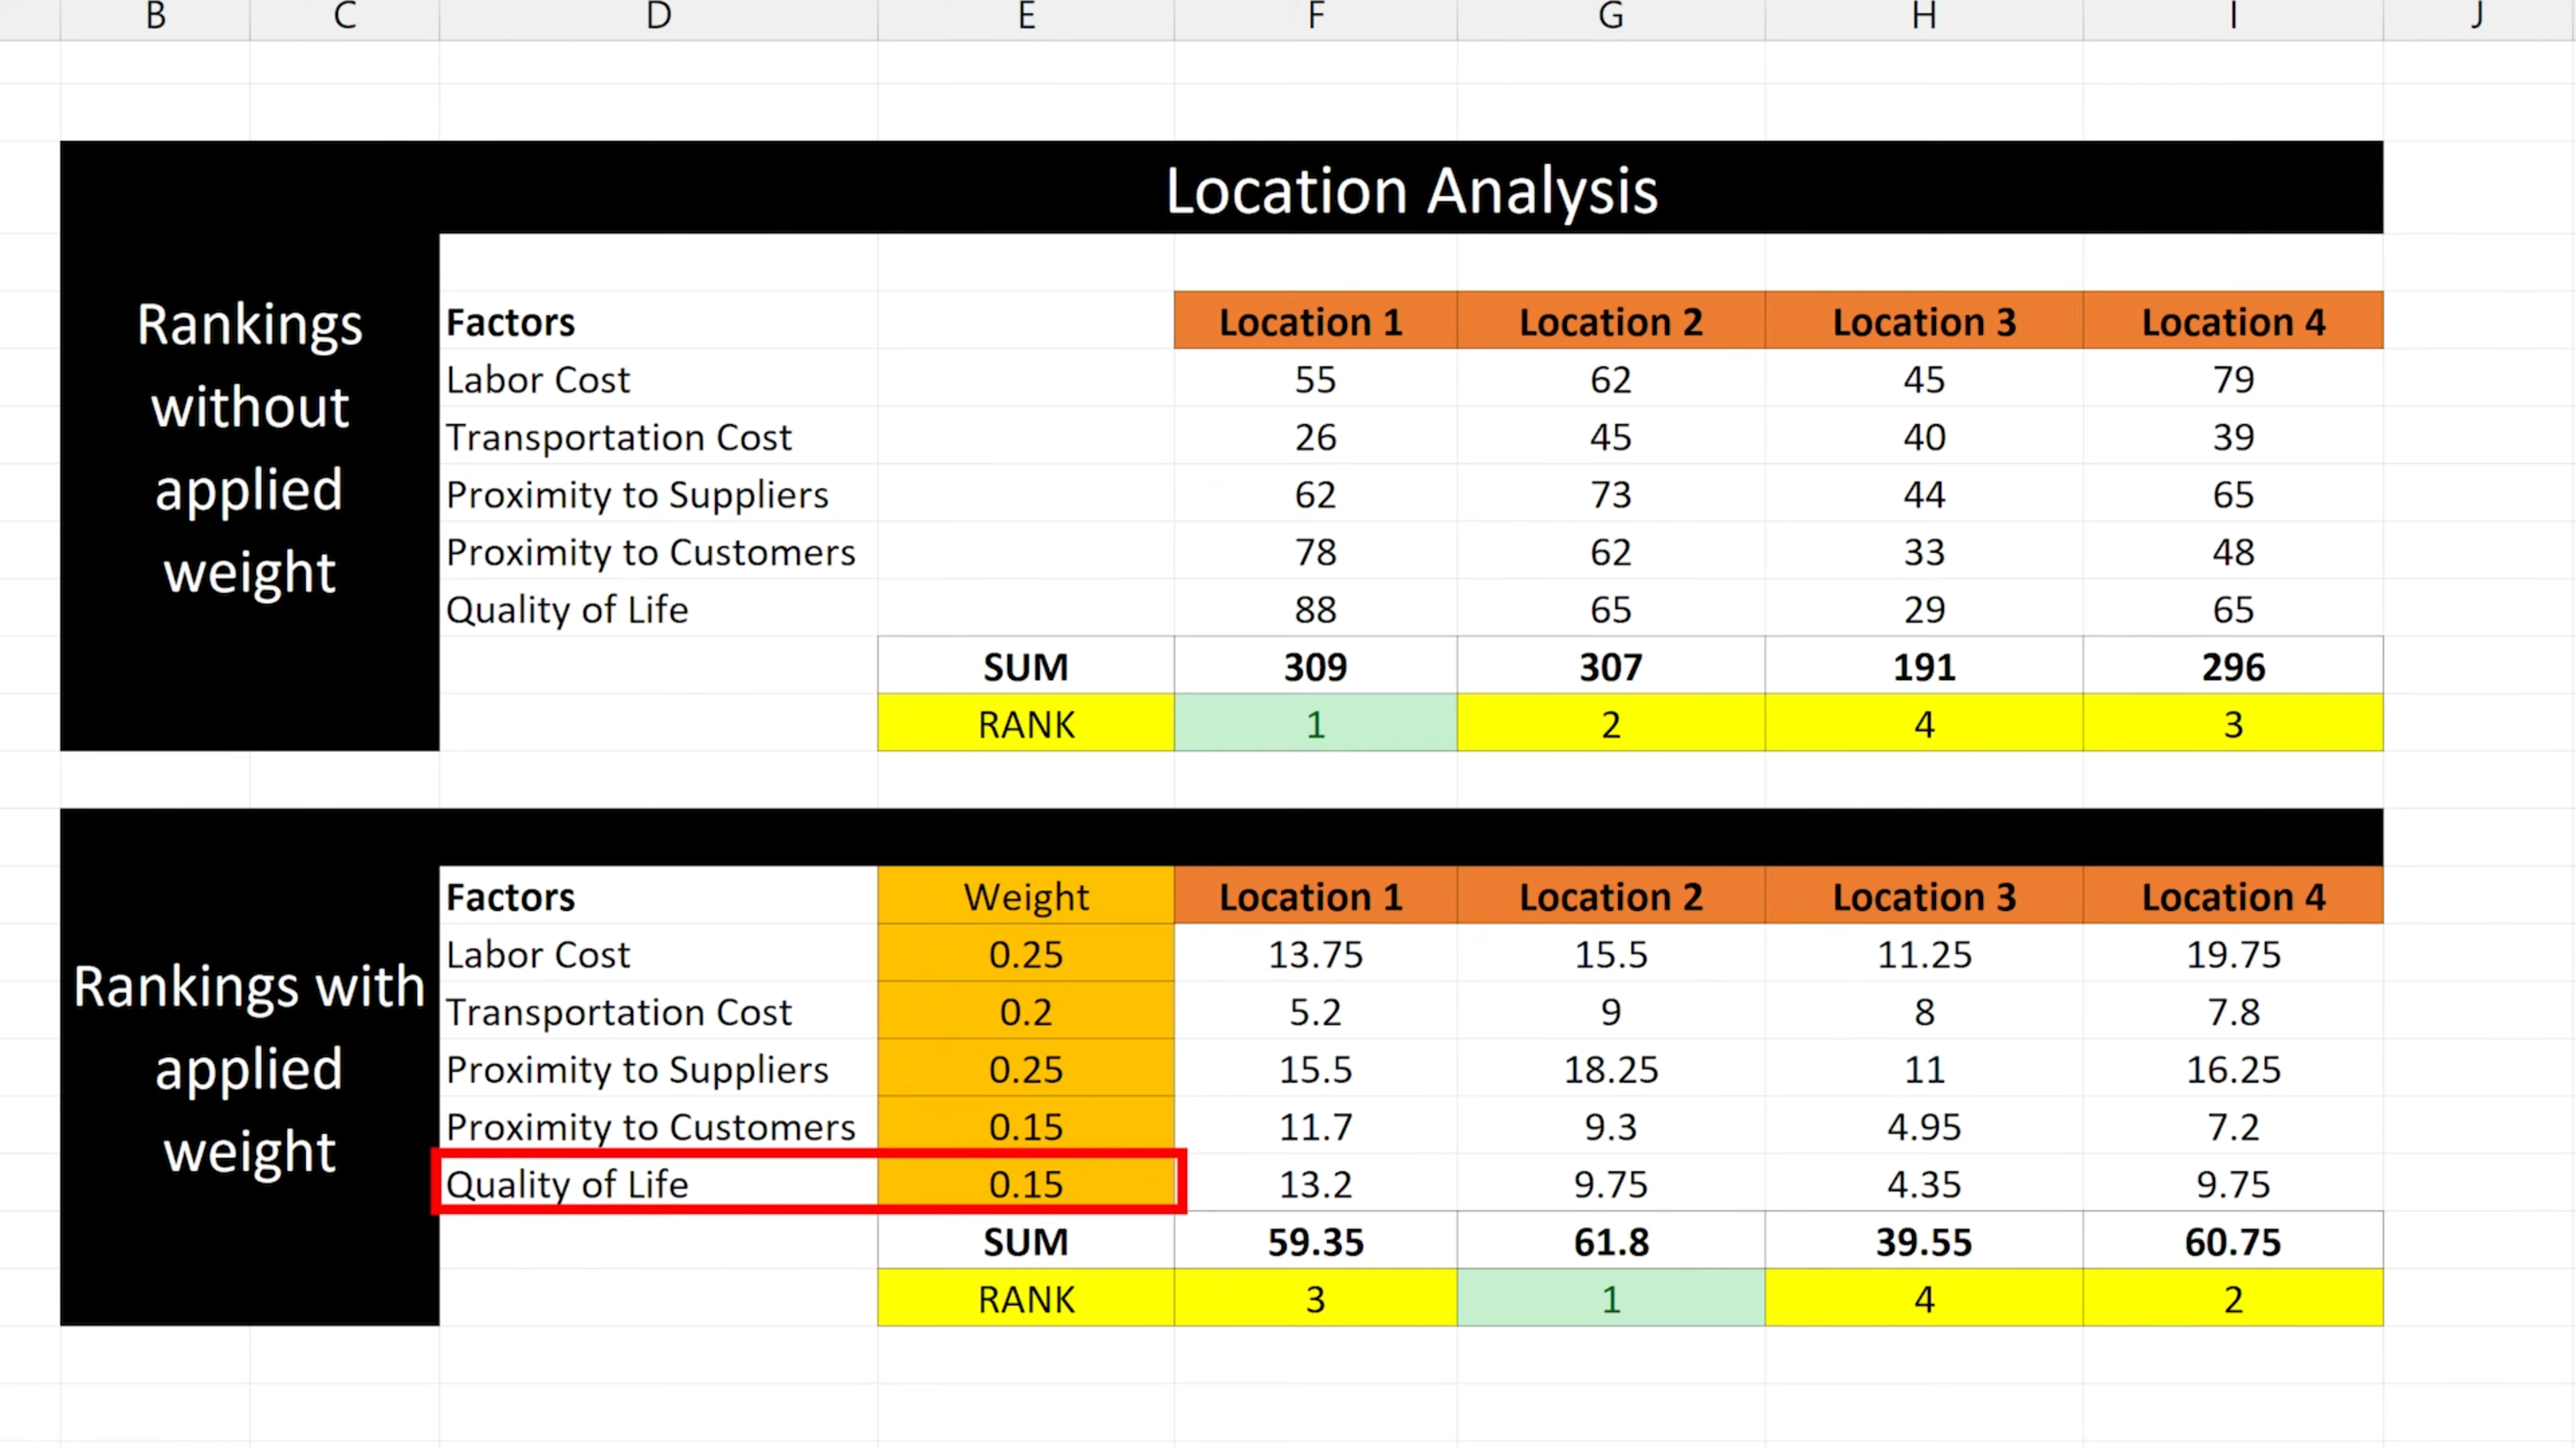 B C D E F G H I J
Location Analysis
Rankings
without
applied
weight
Factors Location 1 Location 2 Location 3 Location 4
Labor Cost 55 62 45 79
Transportation Cost 26 45 40 39
Proximity to Suppliers 62 73 44 65
Proximity to Customers 78 62 33 48
Quality of Life 88 65 29 65
SUM 309 307 191 296
RANK 1 2 4 3
Rankings with
applied
weight
Factors Weight Location 1 Location 2 Location 3 Location 4
Labor Cost 0.25 13.75 15.5 11.25 19.75
Transportation Cost 0.2 5.2 9 8 7.8
Proximity to Suppliers 0.25 15.5 18.25 11 16.25
Proximity to Customers 0.15 11.7 9.3 4.95 7.2
Quality of Life 0.15 13.2 9.75 4.35 9.75
SUM 59.35 61.8 39.55 60.75
RANK 3 1 4 2